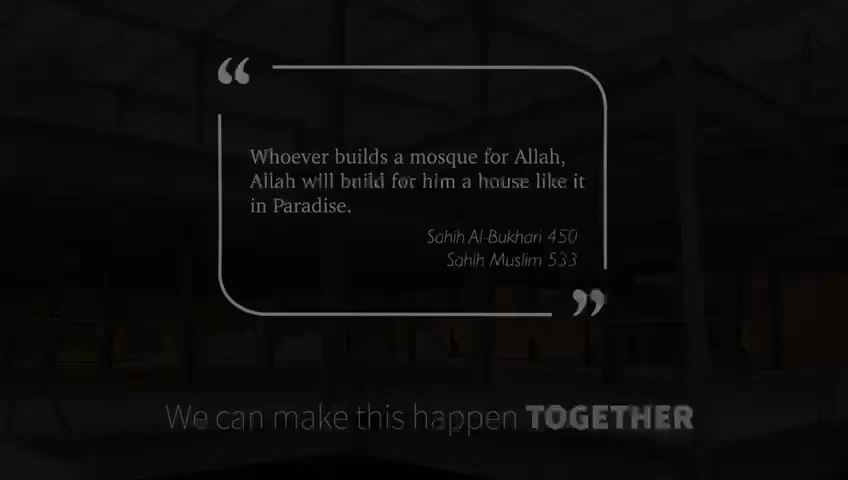 Whoever builds a mosque for Allah,
Allah will build for him a house like it
in Paradise.
Sahih Al-Bukhari 450
Sahih Muslim 533
We can make this happen TOGETHER